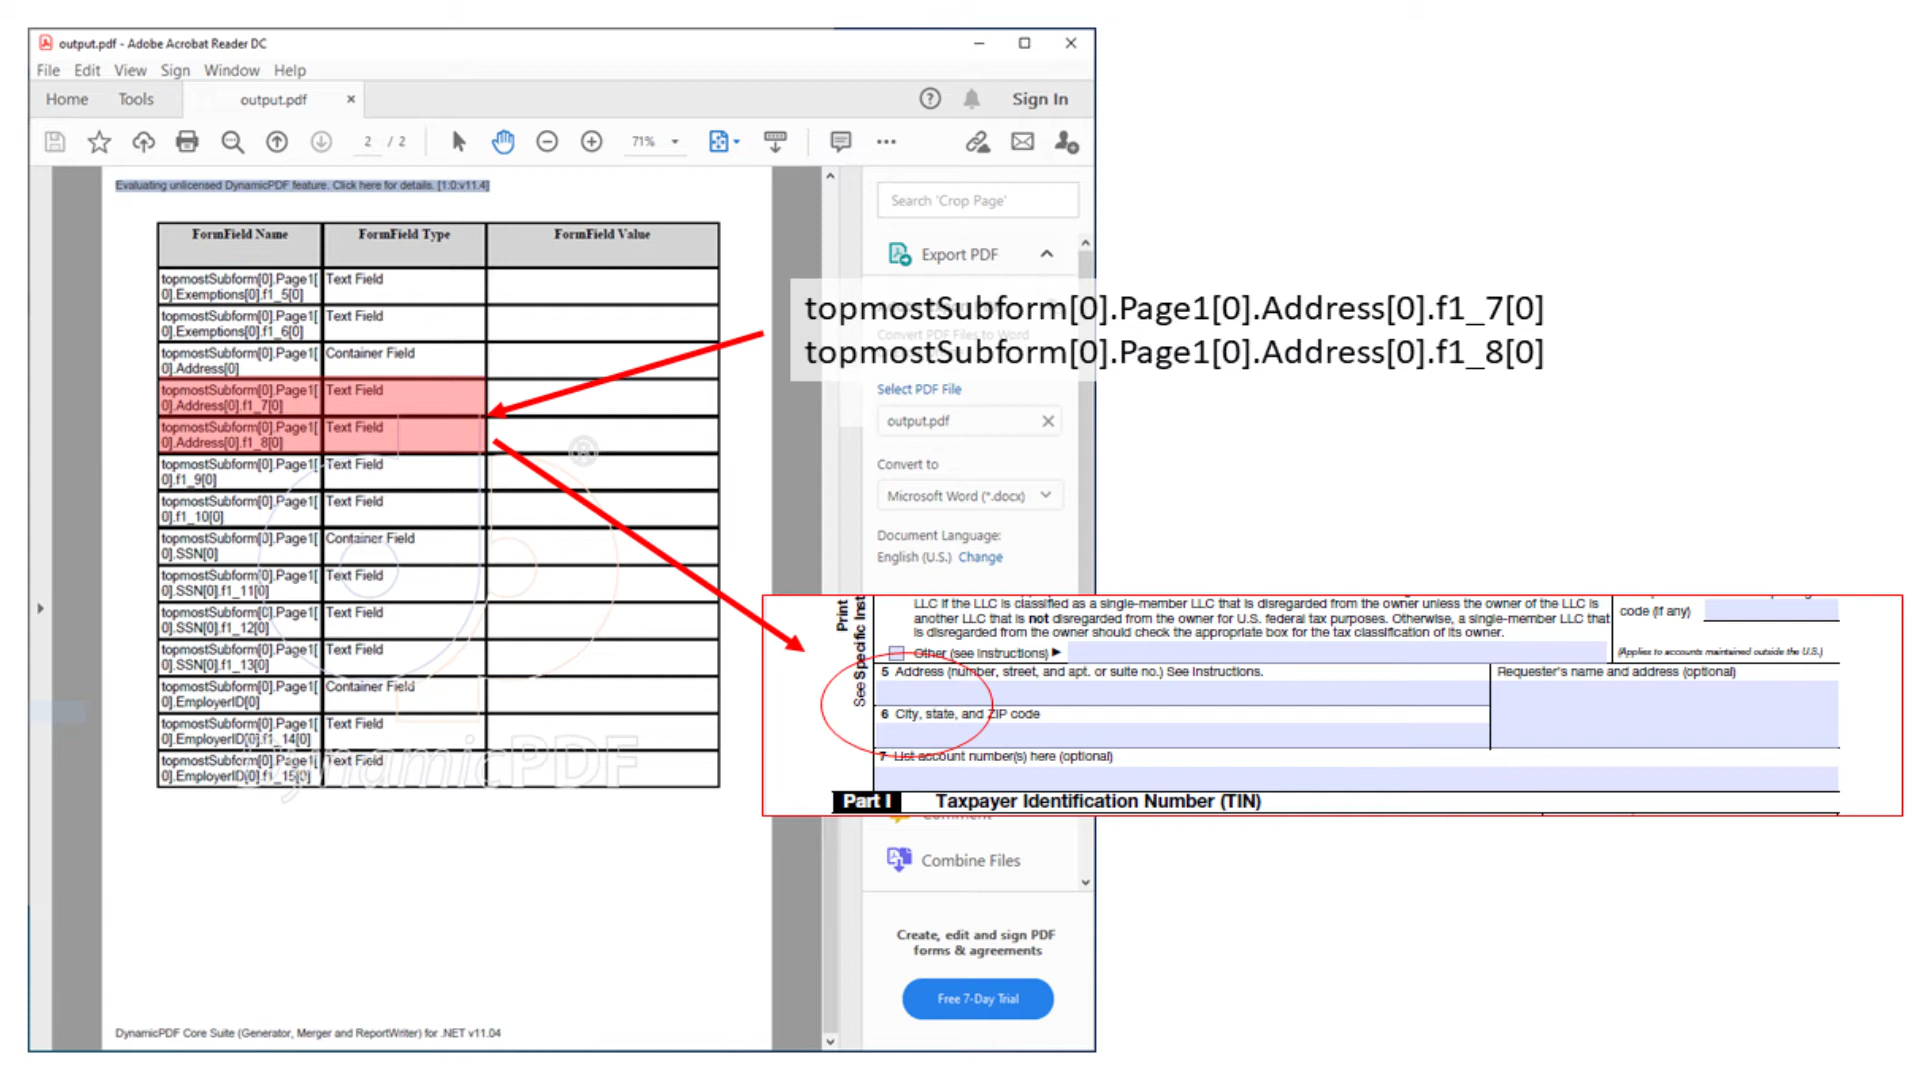 output.pdf - Adobe Acrobat Reader DC
File Edit View Sign Window Help
Home Tools output.pdf Sign In
2 / 2 71%
Evaluating unlicensed DynamicPDF feature. Click here for details. [1:0:v11.4]
FormField Name FormField Type FormField Value
topmostSubform[0].Page1[ Text Field
0].Exemptions[0].f1_5[0]
topmostSubform[0].Page1[ Text Field
0].Exemptions[0].f1_6[0]
topmostSubform[0].Page1[ Container Field
0].Address[0]
topmostSubform[0].Page1[ Text Field
0].Address[0].f1_7[0]
topmostSubform[0].Page1[ Text Field
0].Address[0].f1_8[0]
topmostSubform[0].Page1[ Text Field
0].f1_9[0]
topmostSubform[0].Page1[ Text Field
0].f1_10[0]
topmostSubform[0].Page1[ Container Field
0].SSN[0]
topmostSubform[0].Page1[ Text Field
0].SSN[0].f1_11[0]
topmostSubform[0].Page1[ Text Field
0].SSN[0].f1_12[0]
topmostSubform[0].Page1[ Text Field
0].SSN[0].f1_13[0]
topmostSubform[0].Page1[ Container Field
0].EmployerID[0]
topmostSubform[0].Page1[ Text Field
0].EmployerID[0].f1_14[0]
topmostSubform[0].Page1[ Text Field
0].EmployerID[0].f1_15[0]
®
DynamicPDF
DynamicPDF Core Suite (Generator, Merger and ReportWriter) for .NET v11.04
Search 'Crop Page'
Export PDF
topmostSubform[0].Page1[0].Address[0].f1_7[0]
Convert PDF Files to Word
topmostSubform[0].Page1[0].Address[0].f1_8[0]
Select PDF File
output.pdf
Convert to
Microsoft Word (*.docx)
Document Language:
English (U.S.) Change
Print
See Specific Inst
LLC if the LLC is classified as a single-member LLC that is disregarded from the owner unless the owner of the LLC is
another LLC that is not disregarded from the owner for U.S. federal tax purposes. Otherwise, a single-member LLC that
is disregarded from the owner should check the appropriate box for the tax classification of its owner.
code (if any)
Other (see instructions) ▶
(Applies to accounts maintained outside the U.S.)
5 Address (number, street, and apt. or suite no.) See instructions.
Requester's name and address (optional)
6 City, state, and ZIP code
7 List account number(s) here (optional)
Part I Taxpayer Identification Number (TIN)
Comment
Combine Files
Create, edit and sign PDF
forms & agreements
Free 7-Day Trial